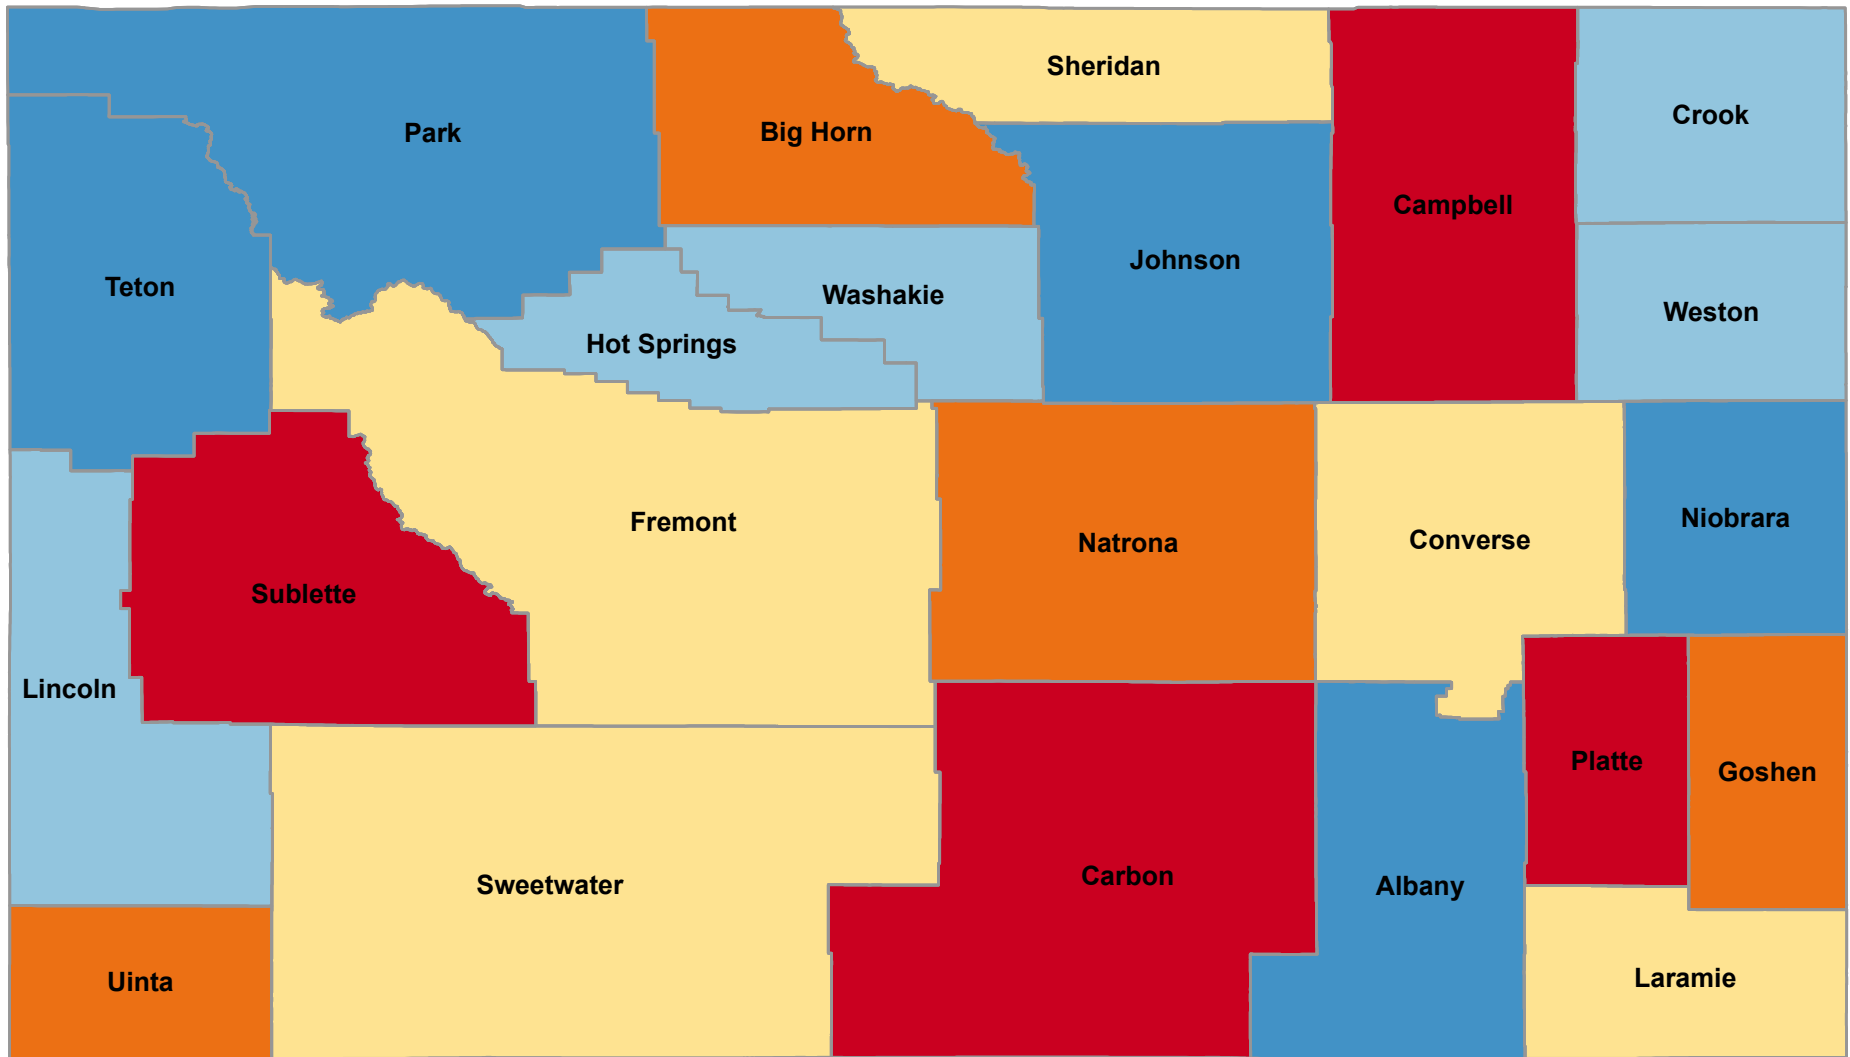 Sheridan
Crook
Park
Big Horn
Campbell
Johnson
Teton
Washakie
Weston
Hot Springs
Fremont
Natrona
Converse
Niobrara
Sublette
Lincoln
Platte
Goshen
Sweetwater
Carbon
Albany
Uinta
Laramie